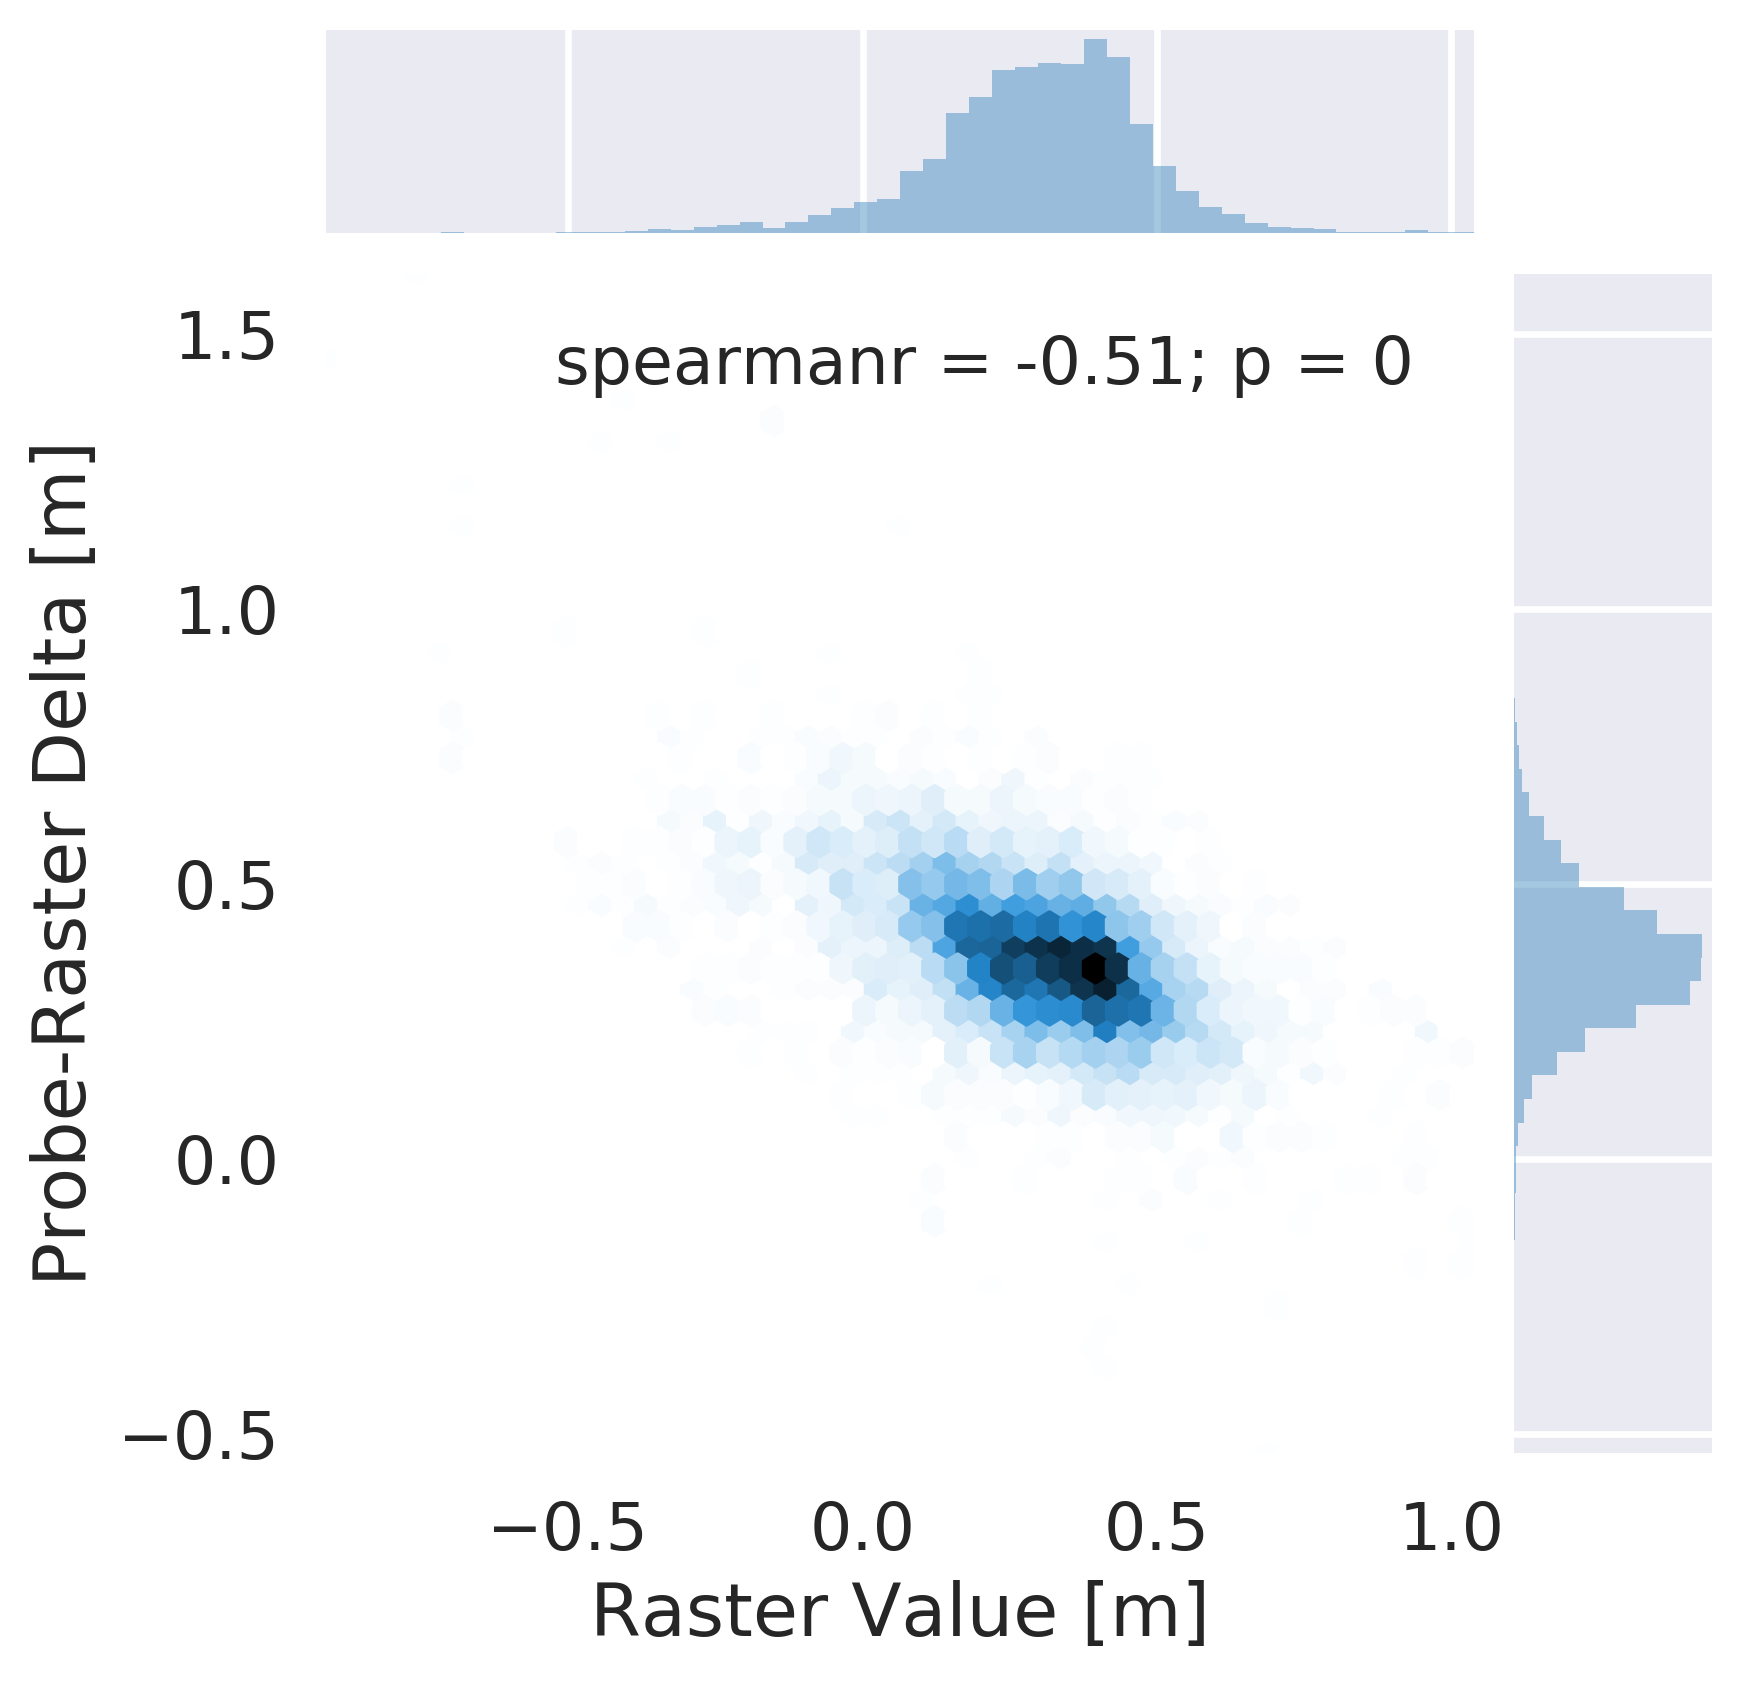 spearmanr = -0.51; p = 0
Probe-Raster Delta [m]
1.5
1.0
0.5
0.0
−0.5
−0.5 0.0 0.5 1.0
Raster Value [m]